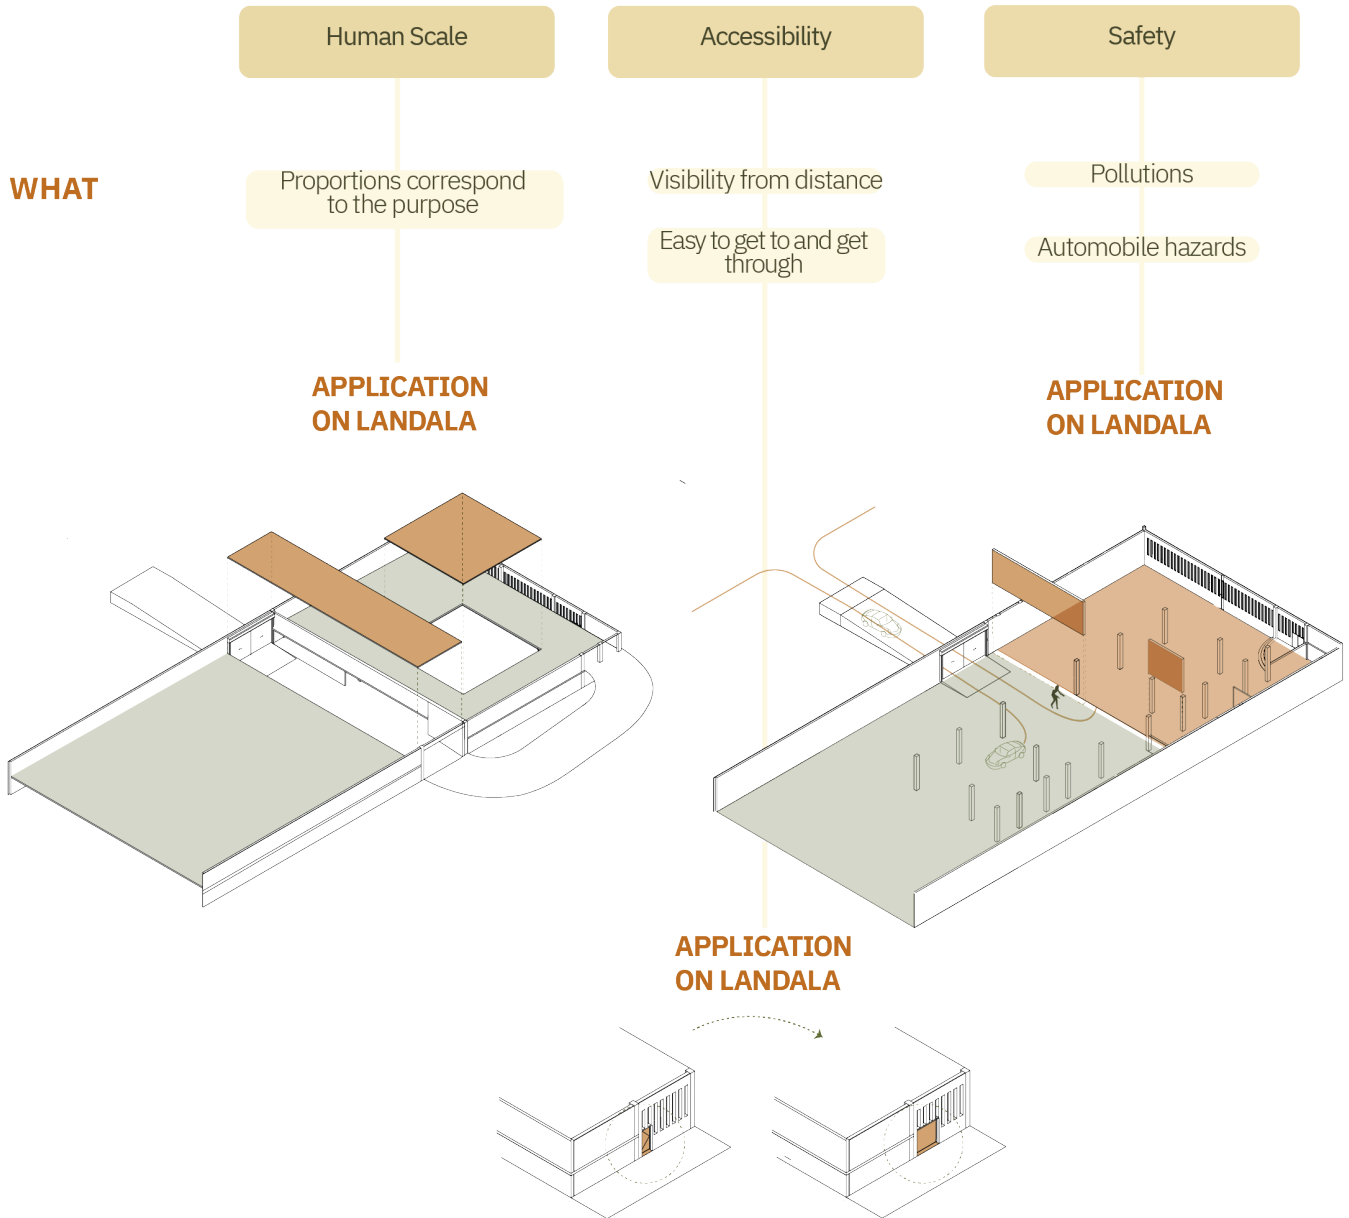 Human Scale
Accessibility
Safety
WHAT
Proportions correspond
to the purpose
Visibility from distance
Easy to get to and get
through
Pollutions
Automobile hazards
APPLICATION
ON LANDALA
APPLICATION
ON LANDALA
APPLICATION
ON LANDALA